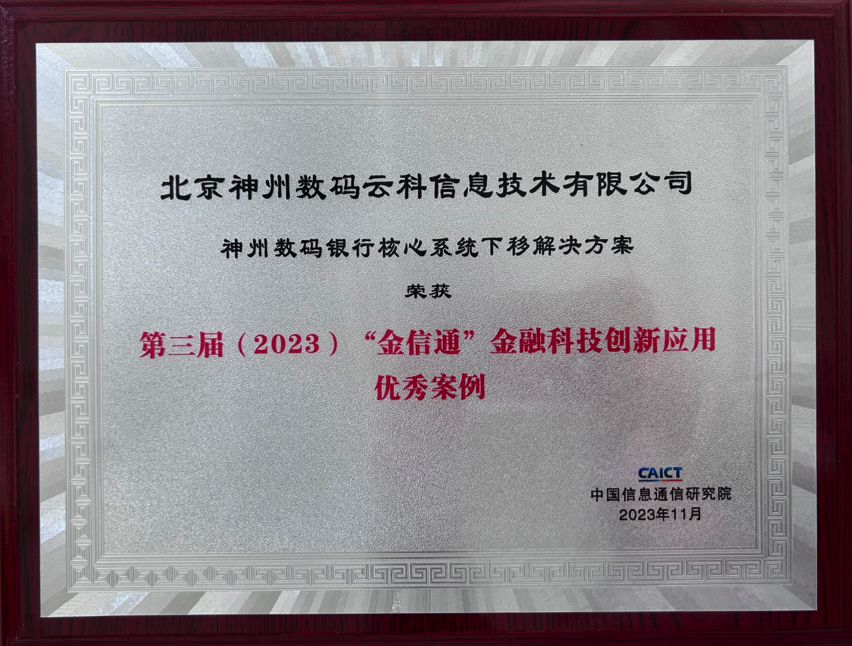 北京神州数码云科信息技术有限公司
神州数码银行核心系统下移解决方案
荣获
第三届（2023）“金信通”金融科技创新应用
优秀案例
CAICT
中国信息通信研究院
2023年11月